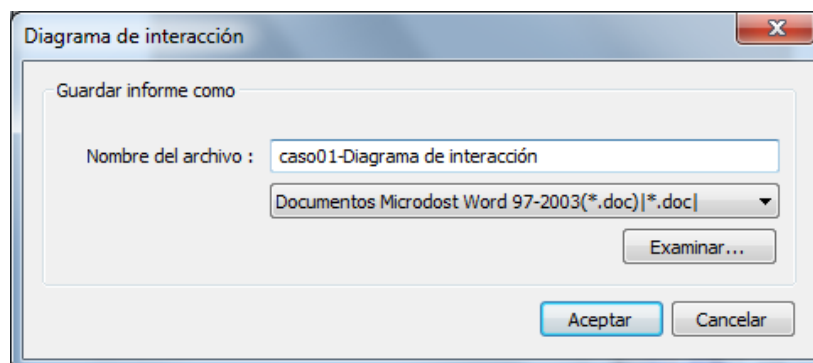 Diagrama de interacción
Guardar informe como
Nombre del archivo : caso01-Diagrama de interacción
Documentos Microdost Word 97-2003(*.doc)|*.doc|
Examinar...
Aceptar Cancelar